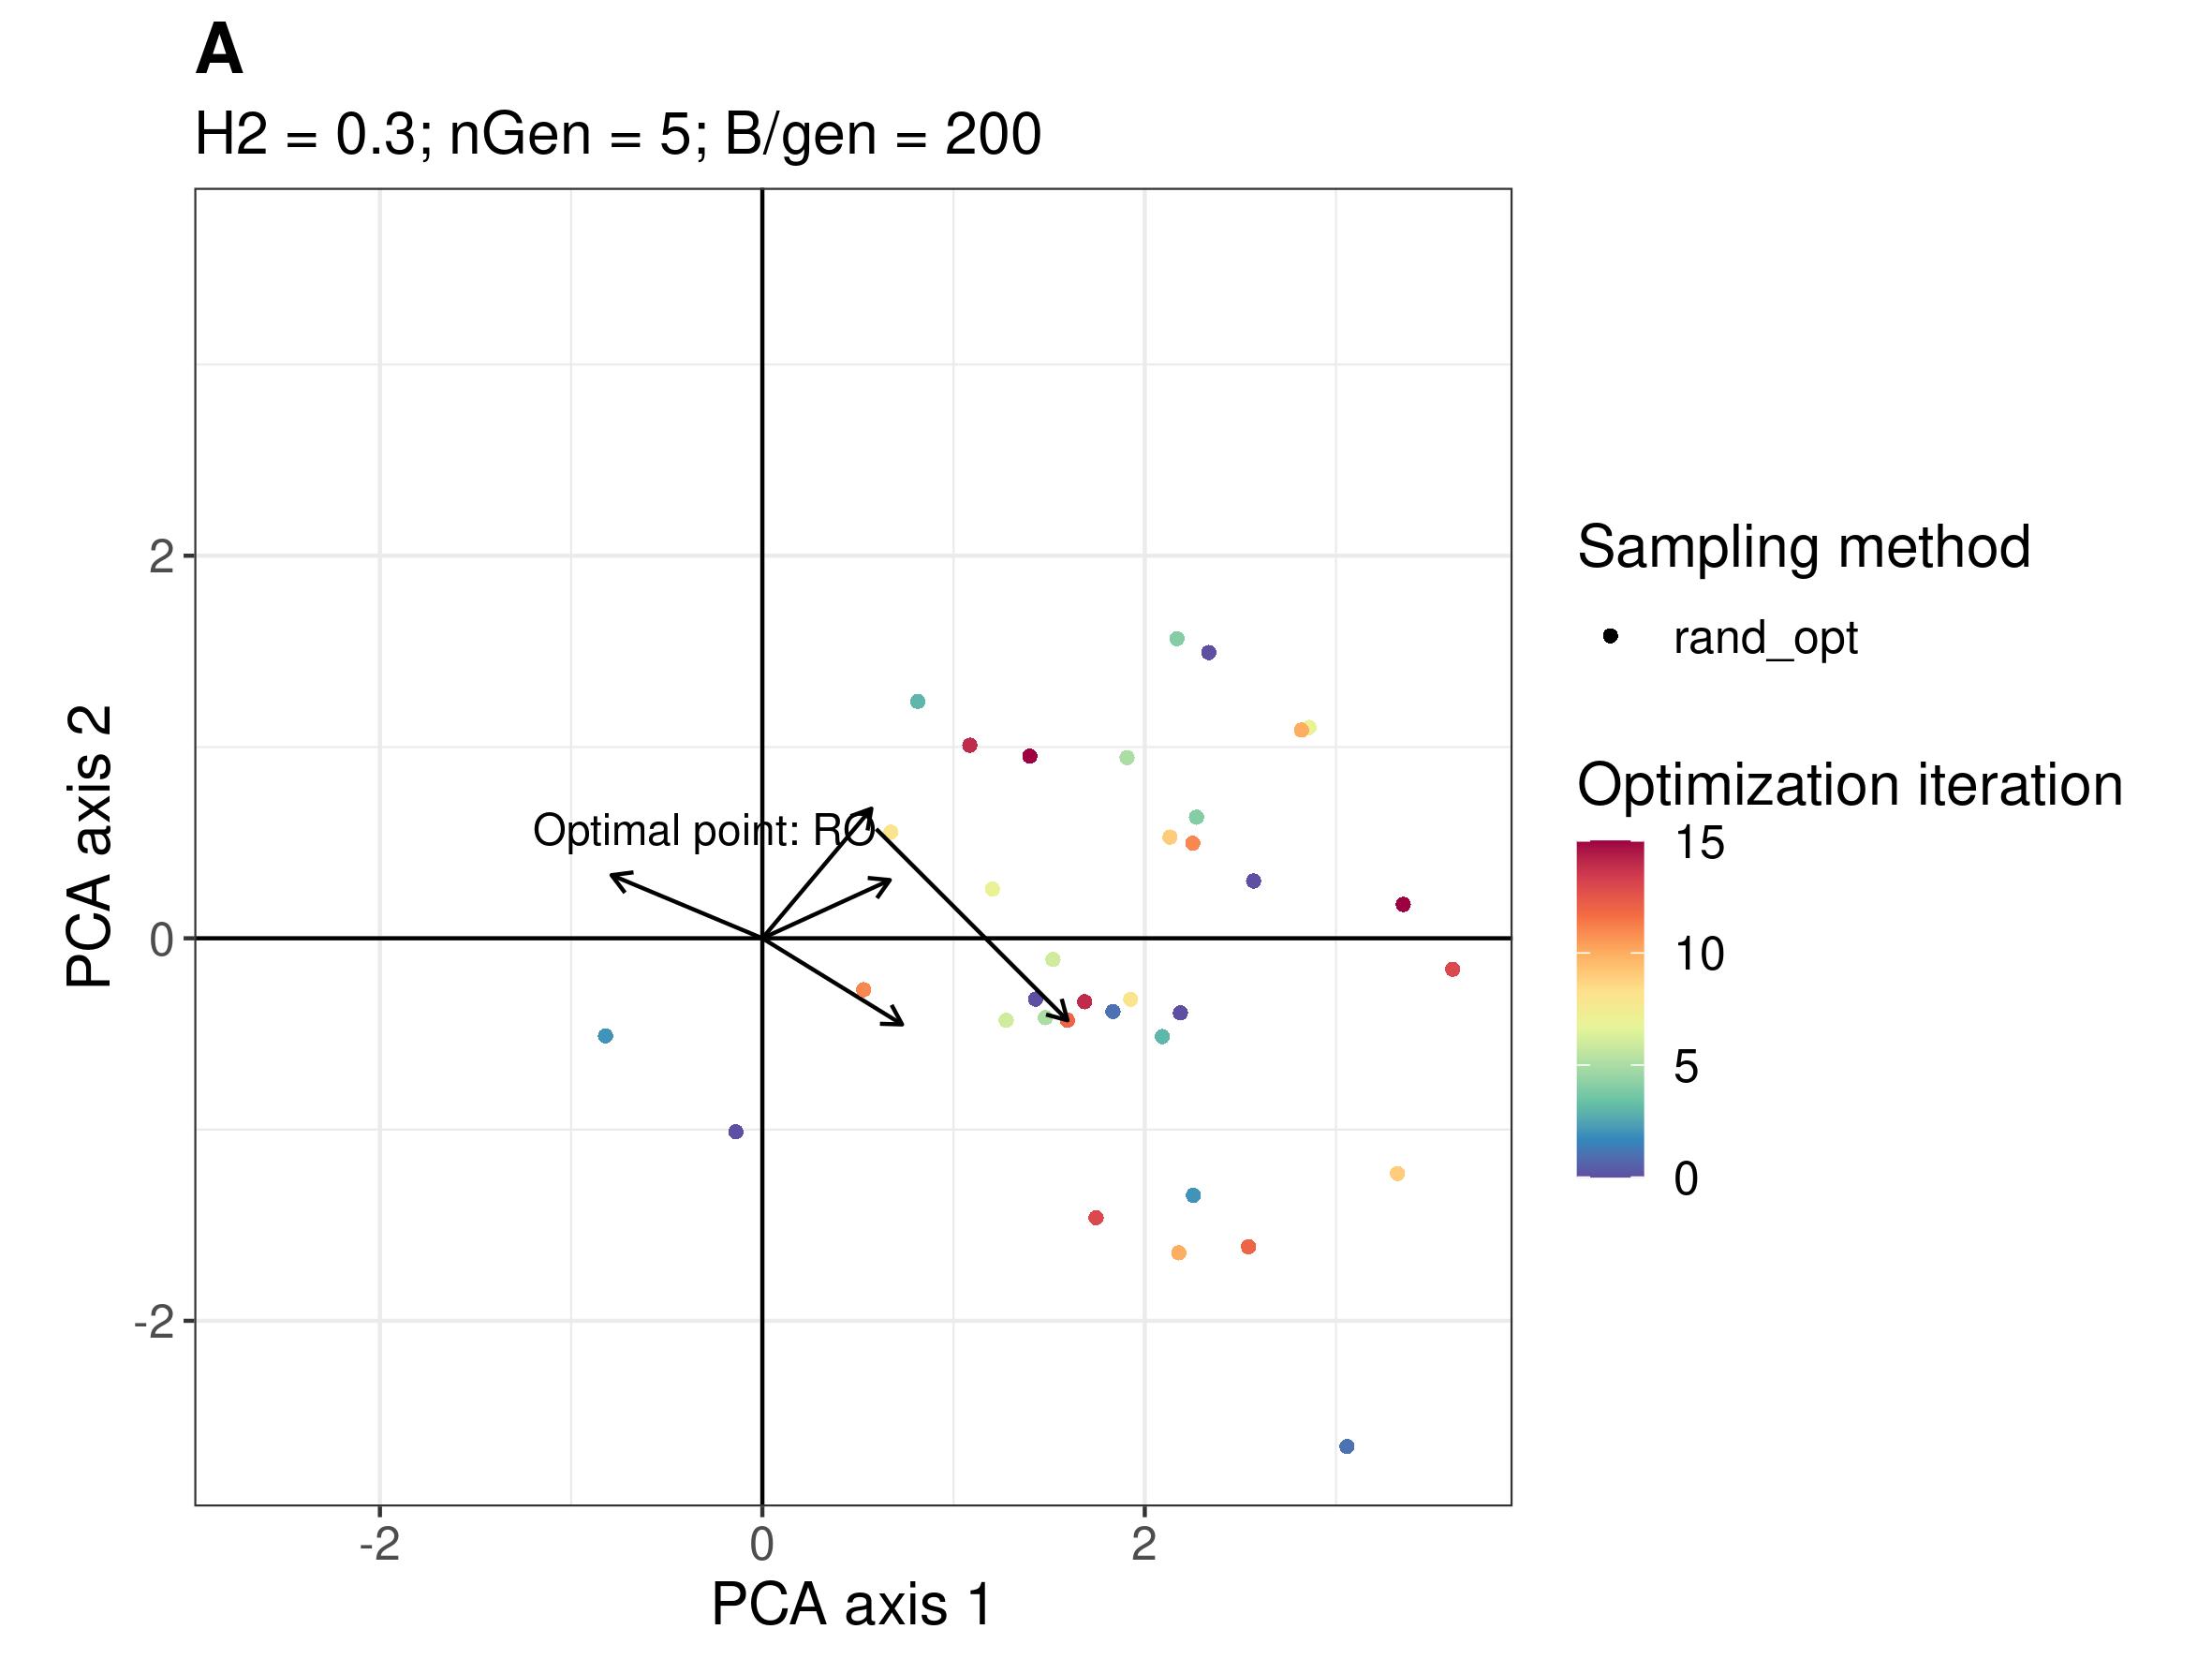 A
H2 = 0.3; nGen = 5; B/gen = 200
PCA axis 2
2
0
-2
Optimal point: RO
-2
0
2
PCA axis 1
Sampling method
rand_opt
Optimization iteration
15
10
5
0